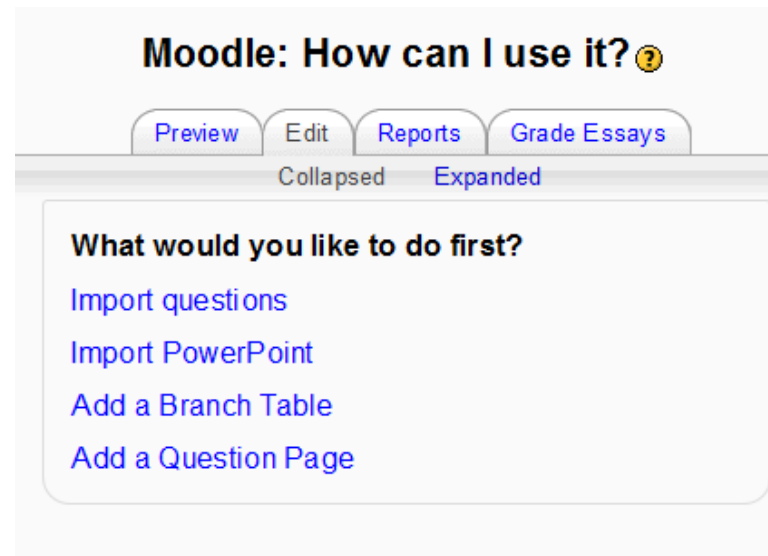 Moodle: How can I use it?
Preview Edit Reports Grade Essays
Collapsed Expanded
What would you like to do first?
Import questions
Import PowerPoint
Add a Branch Table
Add a Question Page